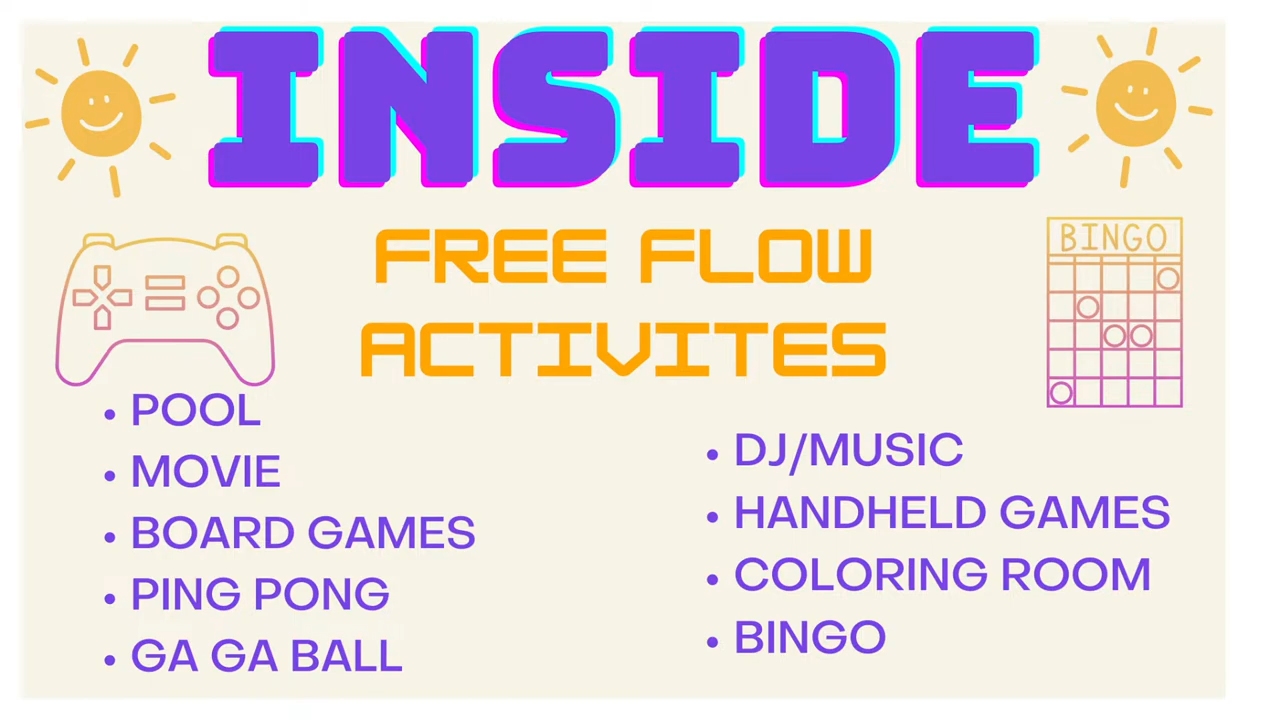 INSIDE
FREE FLOW
ACTIVITES
BINGO
• POOL
• MOVIE
• BOARD GAMES
• PING PONG
• GA GA BALL
• DJ/MUSIC
• HANDHELD GAMES
• COLORING ROOM
• BINGO